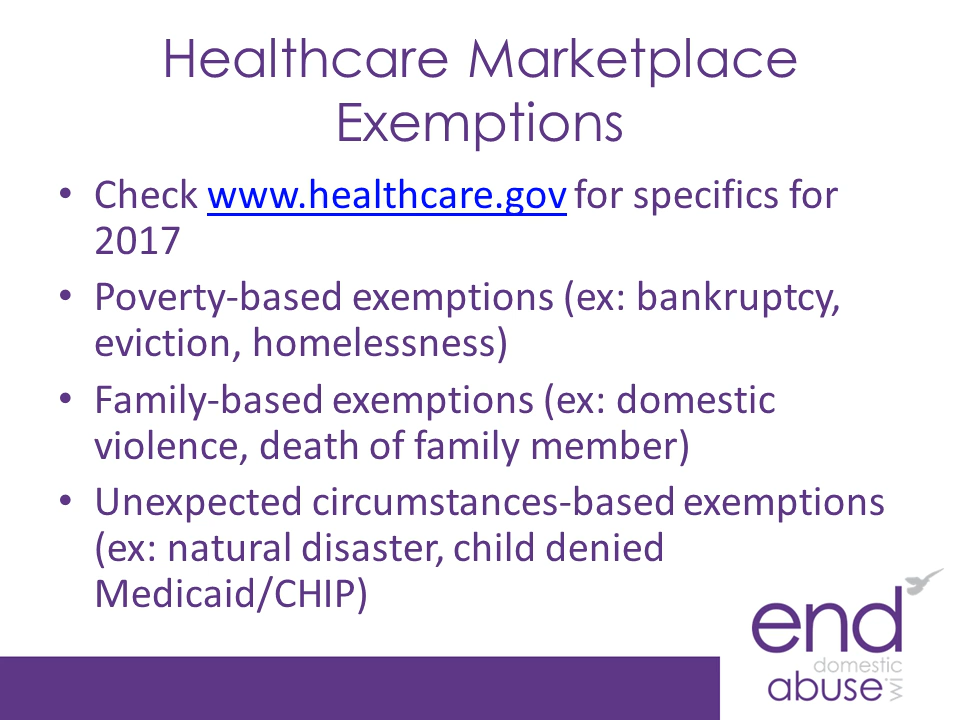 Healthcare Marketplace
Exemptions
• Check www.healthcare.gov for specifics for
2017
• Poverty-based exemptions (ex: bankruptcy,
eviction, homelessness)
• Family-based exemptions (ex: domestic
violence, death of family member)
• Unexpected circumstances-based exemptions
(ex: natural disaster, child denied
Medicaid/CHIP)
end
domestic
abuse
wi